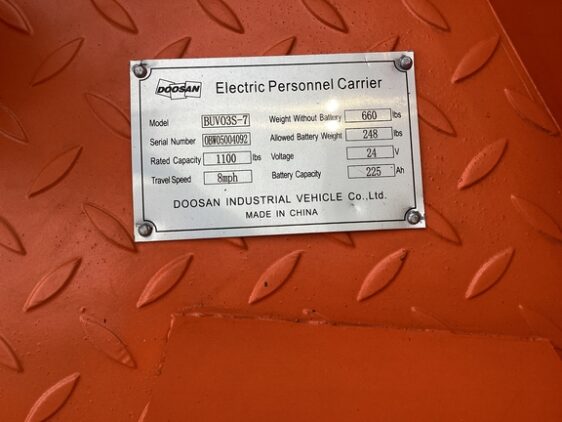 DOOSAN Electric Personnel Carrier
Model BUVO3S-7 Weight Without Battery 660 lbs
Serial Number OBW05004092 Allowed Battery Weight 248 lbs
Rated Capacity 1100 lbs Voltage 24 V
Travel Speed 8mph Battery Capacity 225 Ah
DOOSAN INDUSTRIAL VEHICLE Co.,Ltd.
MADE IN CHINA